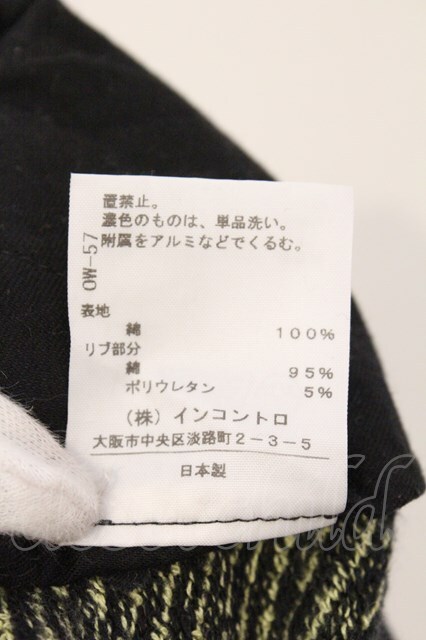 置禁止。
濃色のものは、単品洗い。
附属をアルミなどでくるむ。
OW-57
表地
綿 100%
リブ部分
綿 95%
ポリウレタン 5%
(株) インコントロ
大阪市中央区淡路町2-3-5
日本製